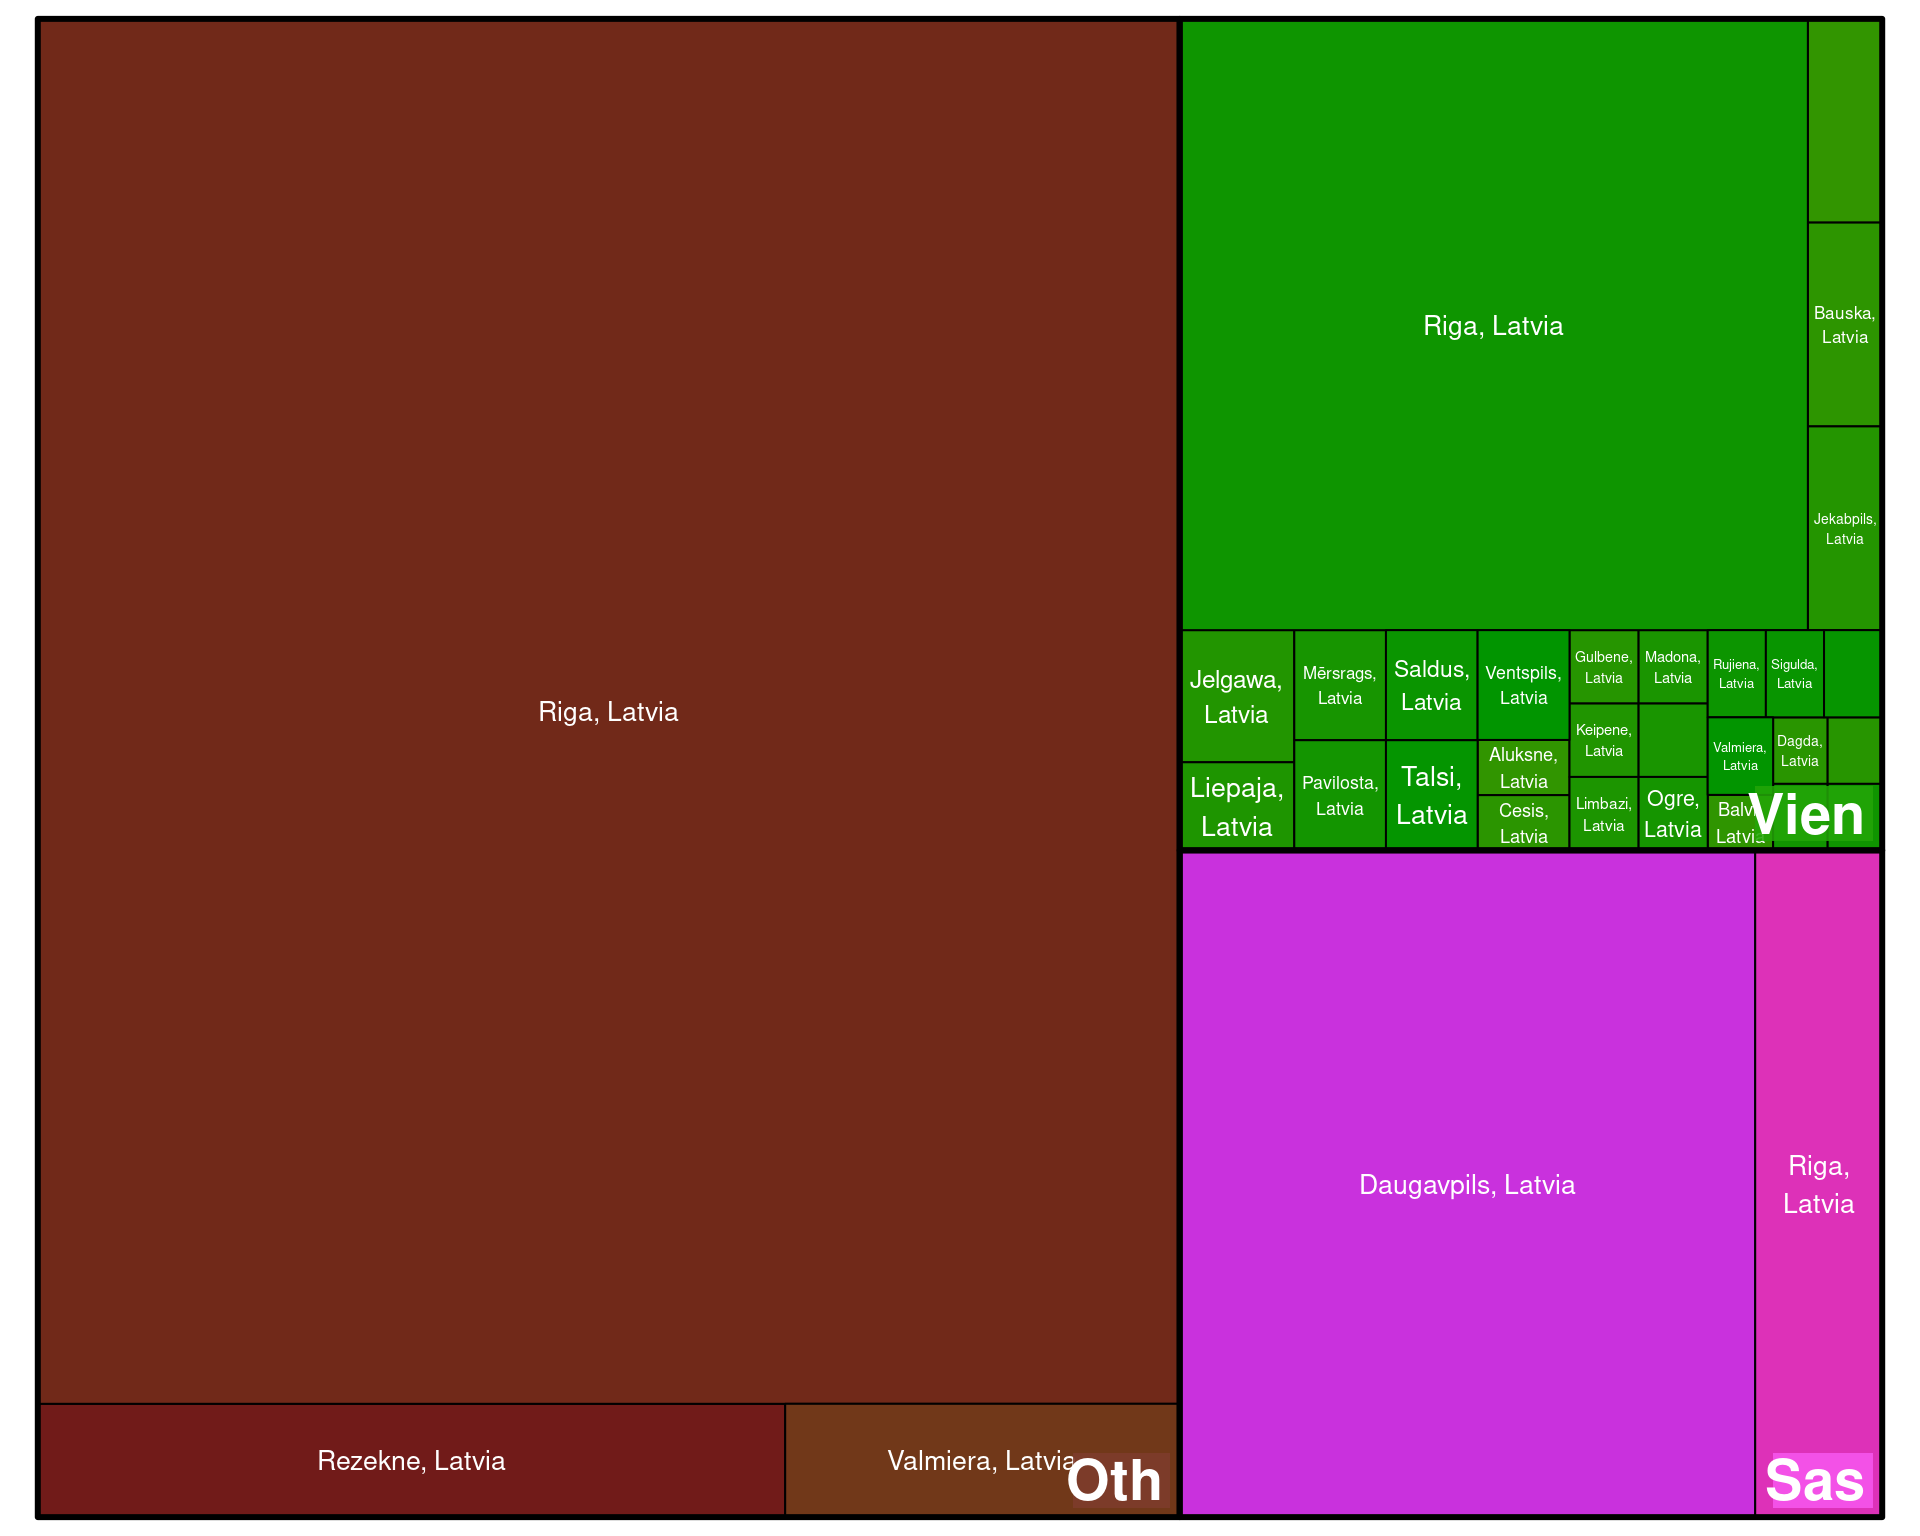 Riga, Latvia
Rezekne, Latvia
Valmiera, Latvia
Oth
Riga, Latvia
Bauska,
Latvia
Jekabpils,
Latvia
Jelgawa,
Latvia
Liepaja,
Latvia
Mērsrags,
Latvia
Pavilosta,
Latvia
Saldus,
Latvia
Talsi,
Latvia
Ventspils,
Latvia
Aluksne,
Latvia
Cesis,
Latvia
Gulbene,
Latvia
Keipene,
Latvia
Limbazi,
Latvia
Madona,
Latvia
Ogre,
Latvia
Rujiena,
Latvia
Sigulda,
Latvia
Valmiera,
Latvia
Dagda,
Latvia
Balvi
Latvia
Vien
Daugavpils, Latvia
Riga,
Latvia
Sas